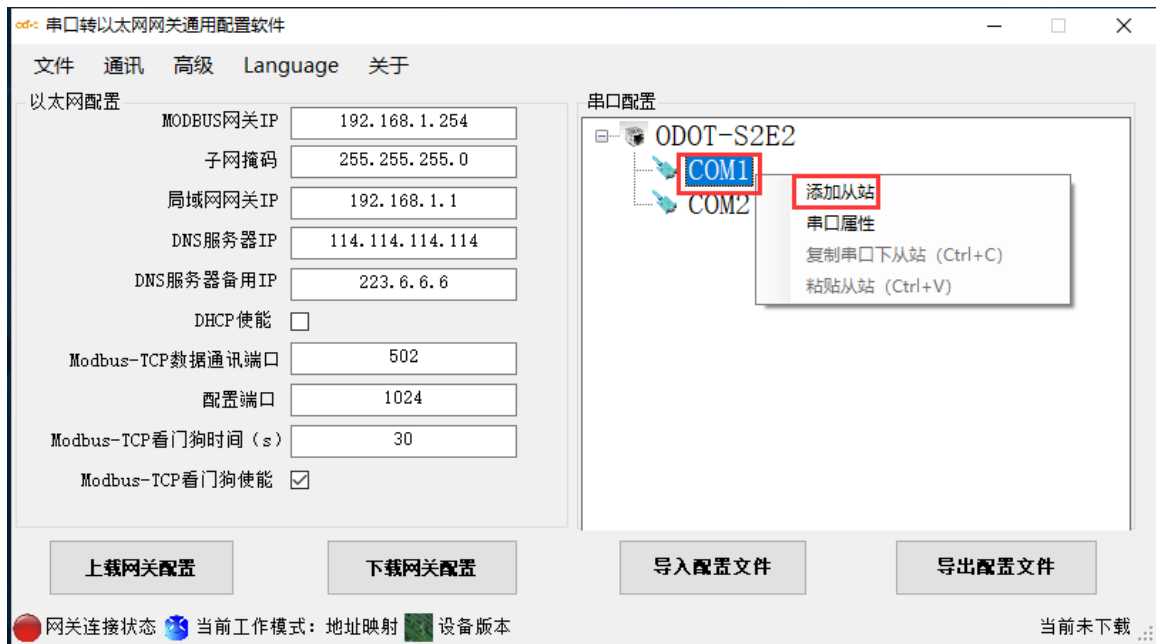 odot 串口转以太网网关通用配置软件
文件 通讯 高级 Language 关于
以太网配置
MODBUS网关IP 192.168.1.254
子网掩码 255.255.255.0
局域网网关IP 192.168.1.1
DNS服务器IP 114.114.114.114
DNS服务器备用IP 223.6.6.6
DHCP使能
Modbus-TCP数据通讯端口 502
配置端口 1024
Modbus-TCP看门狗时间(s) 30
Modbus-TCP看门狗使能
串口配置
ODOT-S2E2
COM1
COM2
添加从站
串口属性
复制串口下从站 (Ctrl+C)
粘贴从站 (Ctrl+V)
上载网关配置 下载网关配置 导入配置文件 导出配置文件
网关连接状态 当前工作模式: 地址映射 设备版本 当前未下载